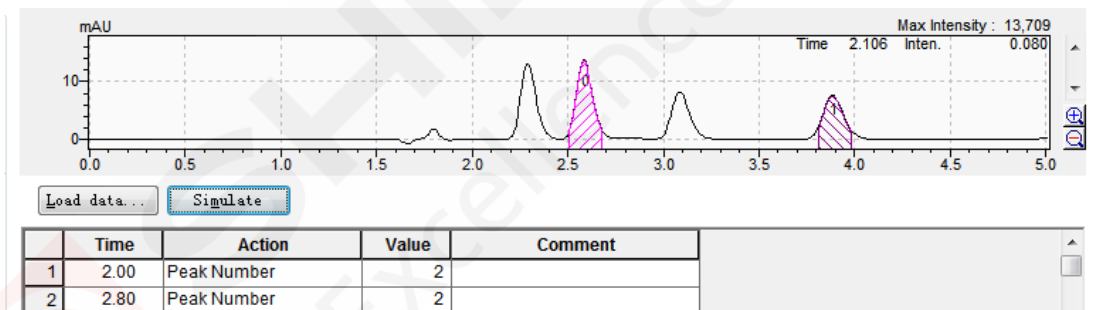 mAU
Max Intensity : 13,709
Time 2.106 Inten. 0.080
10
0
0
1
0.0 0.5 1.0 1.5 2.0 2.5 3.0 3.5 4.0 4.5 5.0
Load data... Simulate
Time Action Value Comment
1 2.00 Peak Number 2
2 2.80 Peak Number 2
Excellence